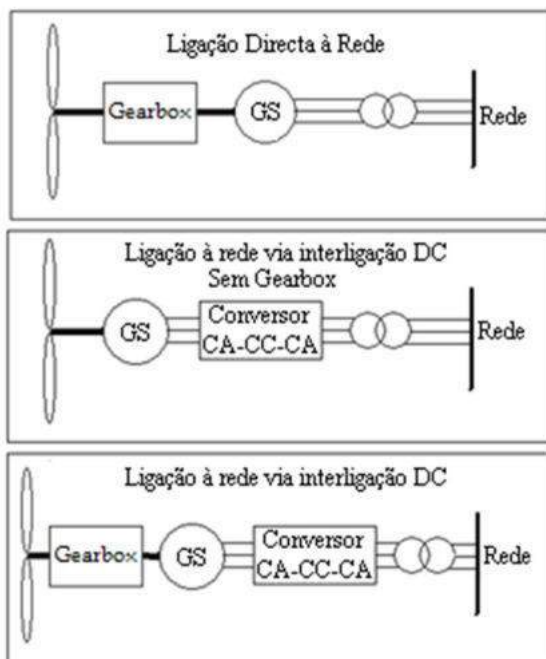 Ligação Directa à Rede
Gearbox
GS
Rede
Ligação à rede via interligação DC
Sem Gearbox
GS
Conversor
CA-CC-CA
Rede
Ligação à rede via interligação DC
Gearbox
GS
Conversor
CA-CC-CA
Rede